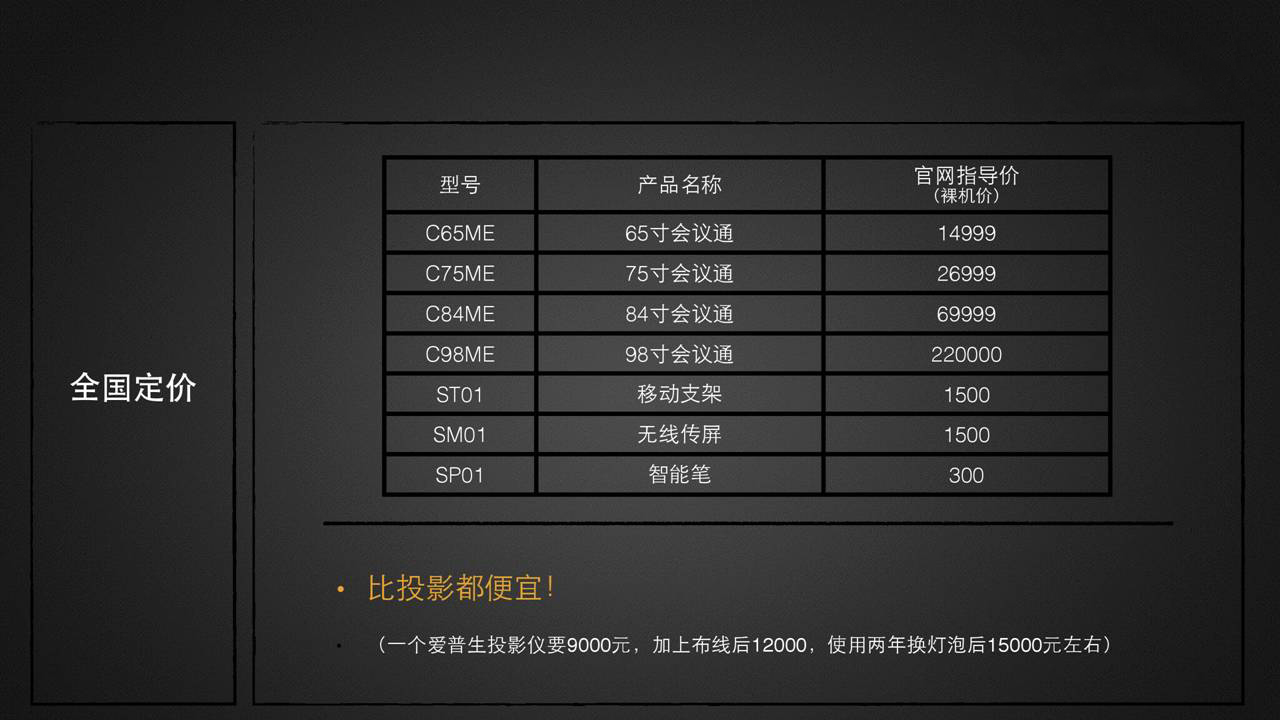 全国定价
型号 产品名称 官网指导价
（裸机价）
C65ME 65寸会议通 14999
C75ME 75寸会议通 26999
C84ME 84寸会议通 69999
C98ME 98寸会议通 220000
ST01 移动支架 1500
SM01 无线传屏 1500
SP01 智能笔 300
• 比投影都便宜！
• （一个爱普生投影仪要9000元，加上布线后12000，使用两年换灯泡后15000元左右）